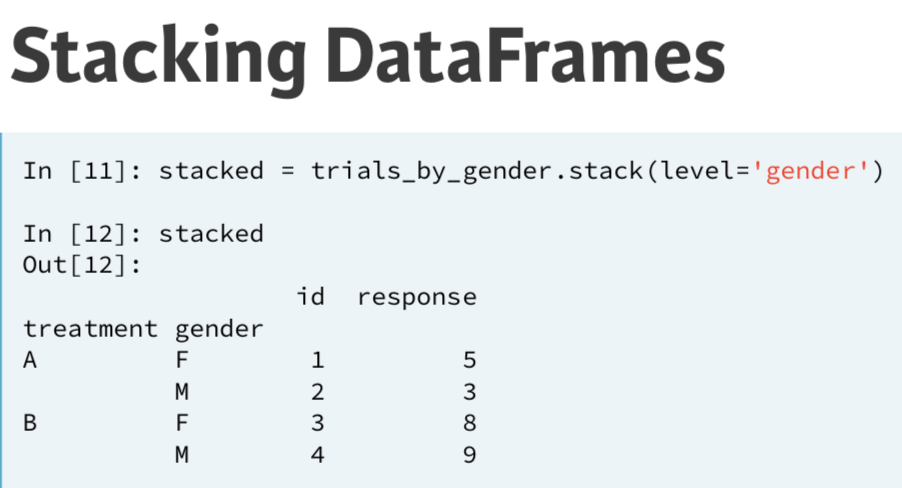 Stacking DataFrames
In [11]: stacked = trials_by_gender.stack(level='gender')
In [12]: stacked
Out[12]:
id response
treatment gender
A F 1 5
M 2 3
B F 3 8
M 4 9